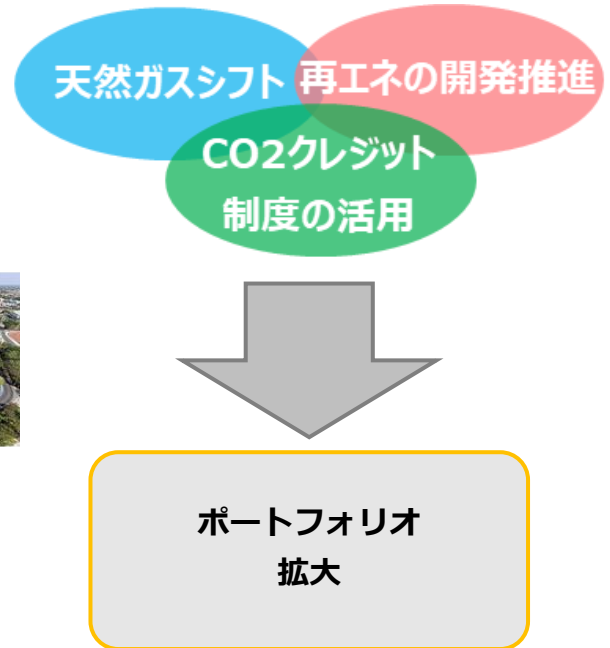 天然ガスシフト
再エネの開発推進
CO2クレジット
制度の活用
ポートフォリオ
拡大